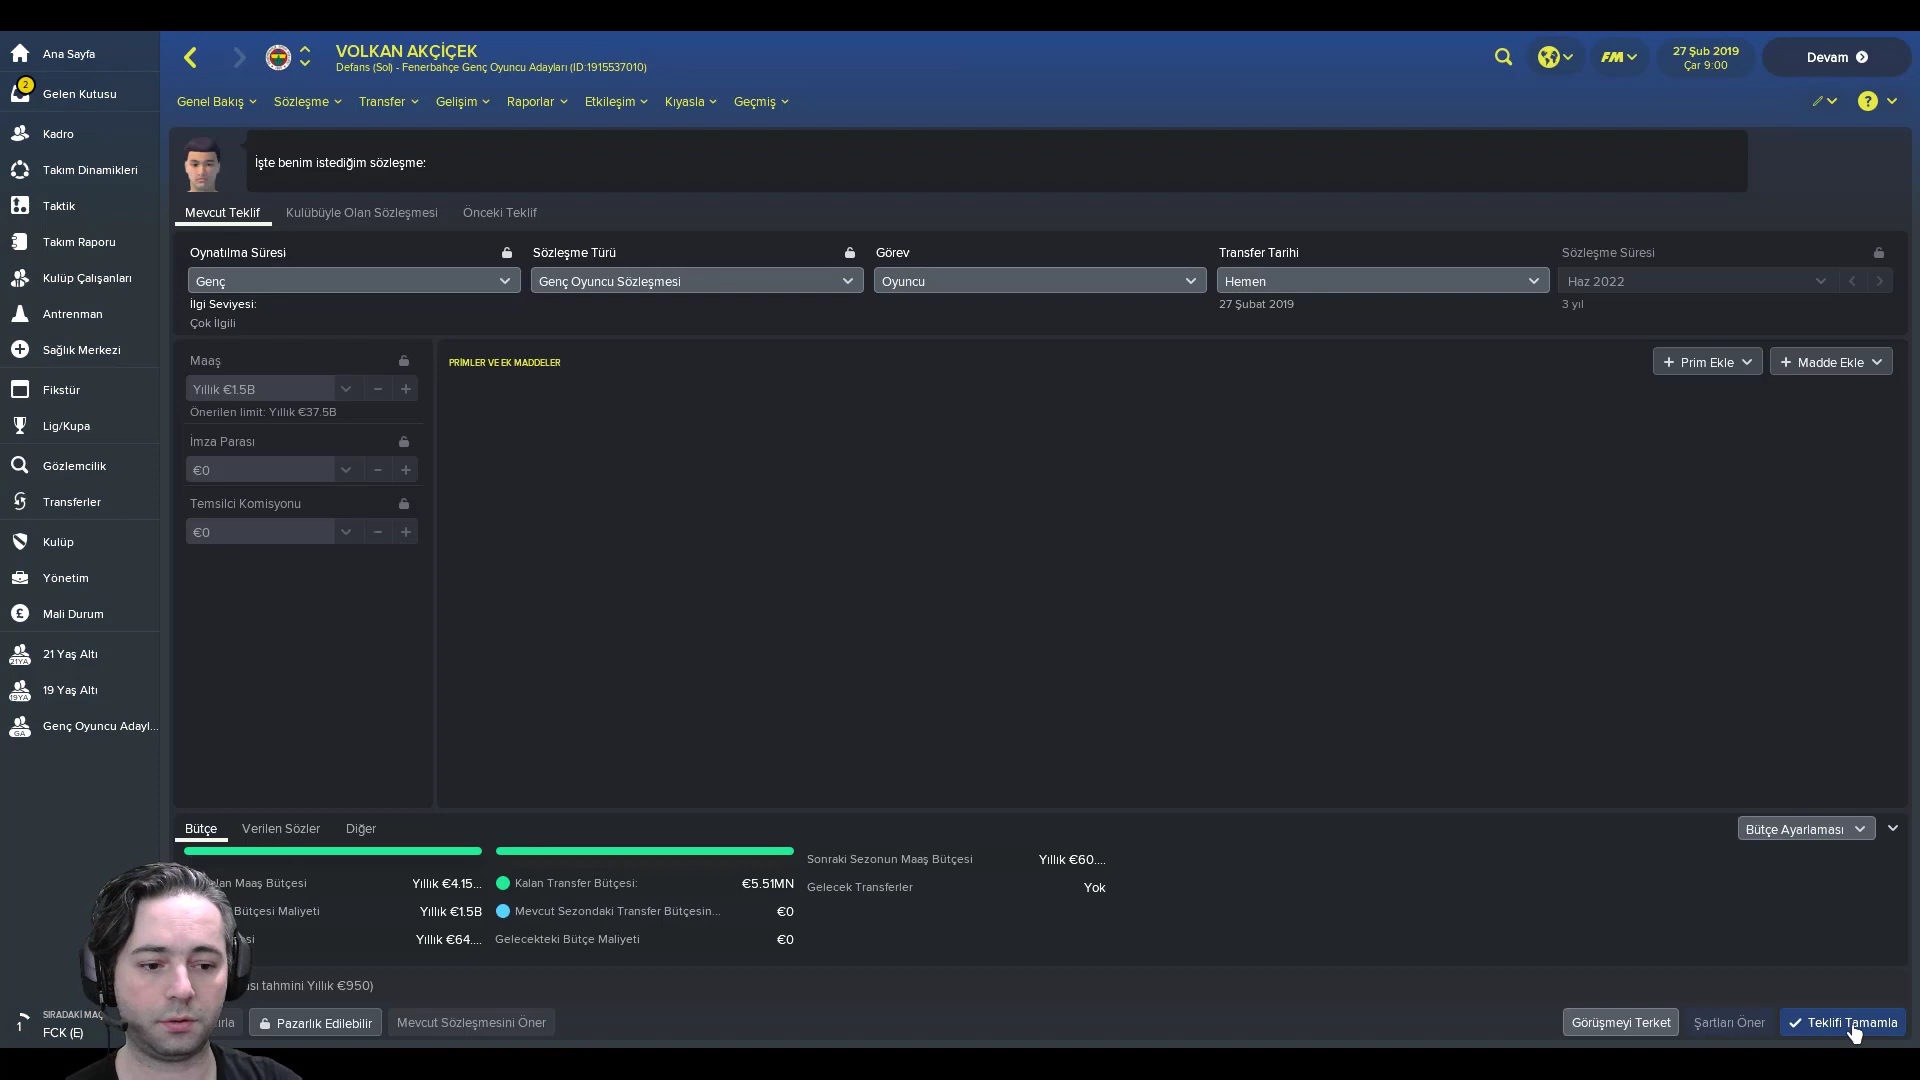 Ana Sayfa
2
Gelen Kutusu
Kadro
Takım Dinamikleri
Taktik
Takım Raporu
Kulüp Çalışanları
Antrenman
Sağlık Merkezi
Fikstür
Lig/Kupa
Gözlemcilik
Transferler
Kulüp
Yönetim
Mali Durum
21YA
21 Yaş Altı
19YA
19 Yaş Altı
GA
Genç Oyuncu Adayl...
1
FCK (E)
VOLKAN AKÇİÇEK
Defans (Sol) - Fenerbahçe Genç Oyuncu Adayları (ID:1915537010)
FM
27 Şub 2019
Çar 9:00
Devam
Genel Bakış
Sözleşme
Transfer
Gelişim
Raporlar
Etkileşim
Kıyasla
Geçmiş
?
İşte benim istediğim sözleşme:
Mevcut Teklif
Kulübüyle Olan Sözleşmesi
Önceki Teklif
Oynatılma Süresi
Sözleşme Türü
Görev
Transfer Tarihi
Sözleşme Süresi
Genç
Genç Oyuncu Sözleşmesi
Oyuncu
Hemen
Haz 2022
İlgi Seviyesi:
27 Şubat 2019
3 yıl
Çok İlgili
Maaş
Yıllık €1.5B
Önerilen limit: Yıllık €37.5B
İmza Parası
€0
Temsilci Komisyonu
€0
PRİMLER VE EK MADDELER
+ Prim Ekle
+ Madde Ekle
Bütçe
Verilen Sözler
Diğer
Bütçe Ayarlaması
Maaş Bütçesi
Yıllık €4.15...
Bütçesi Maliyeti
Yıllık €1.5B
Yıllık €64....
Kalan Transfer Bütçesi:
€5.51MN
Mevcut Sezondaki Transfer Bütçesin...
€0
Gelecekteki Bütçe Maliyeti
€0
Sonraki Sezonun Maaş Bütçesi
Yıllık €60....
Gelecek Transferler
Yok
tahmini Yıllık €950)
Pazarlık Edilebilir
Mevcut Sözleşmesini Öner
Görüşmeyi Terket
Şartları Öner
Teklifi Tamamla